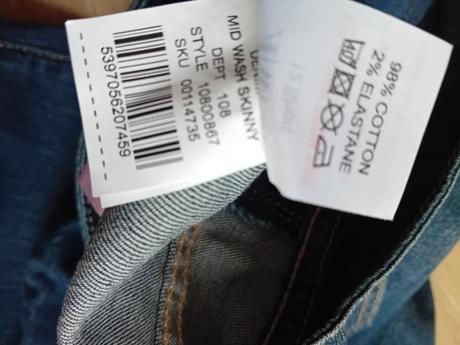 MID WASH SKINNY
DEPT 108
STYLE 10800867
SKU 00114735
5397056207459
98% COTTON
2% ELASTANE